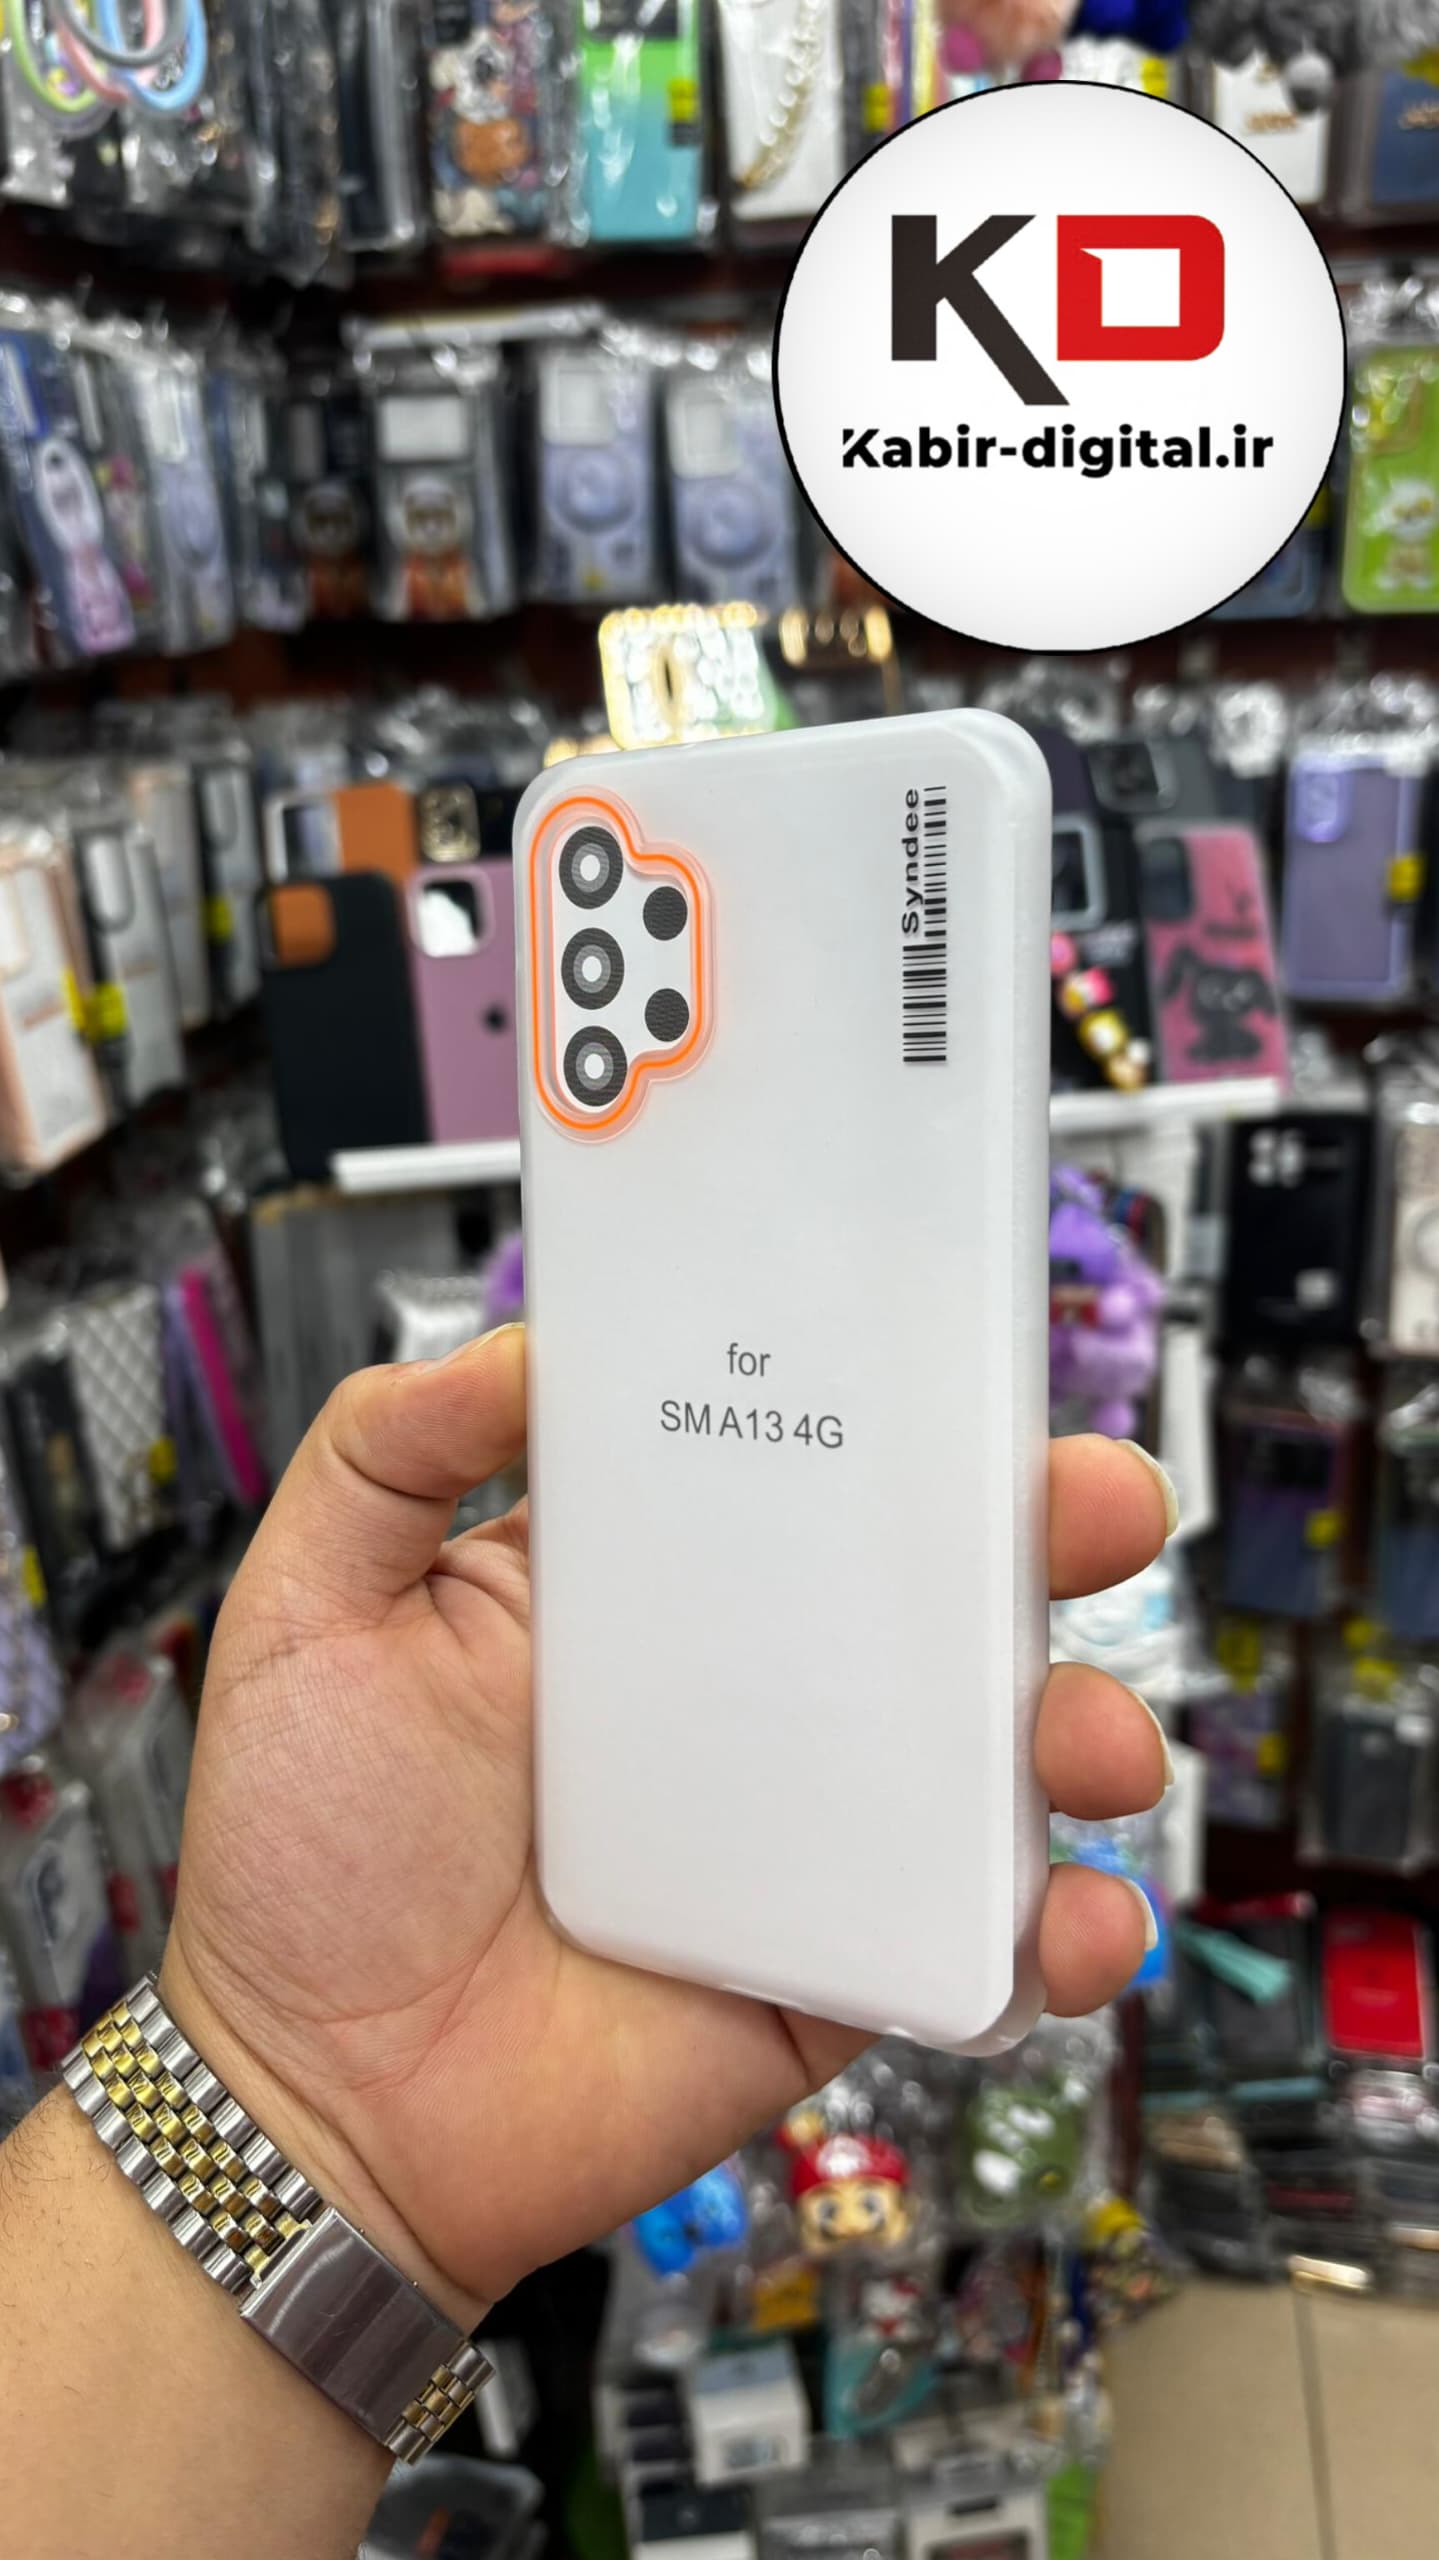 KD
Kabir-digital.ir
Syndee
for
SM A13 4G